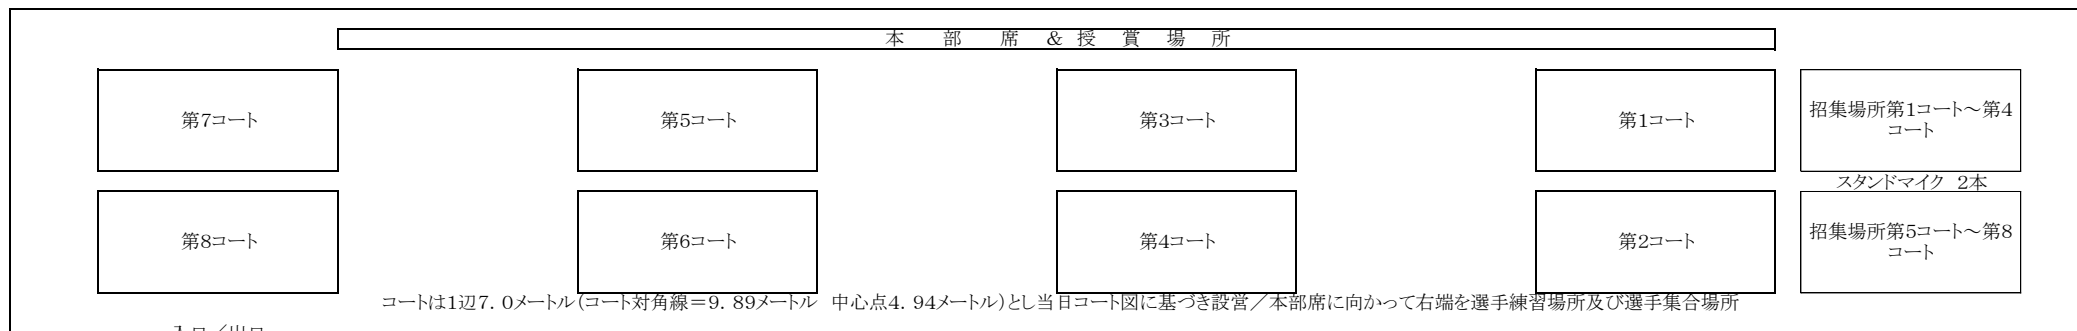 本 部 席 & 授 賞 場 所
第7コート
第5コート
第3コート
第1コート
招集場所第1コート～第4
コート
スタンドマイク 2本
第8コート
第6コート
第4コート
第2コート
招集場所第5コート～第8
コート
コートは1辺7.0メートル(コート対角線=9.89メートル 中心点4.94メートル)とし当日コート図に基づき設営/本部席に向かって右端を選手練習場所及び選手集合場所